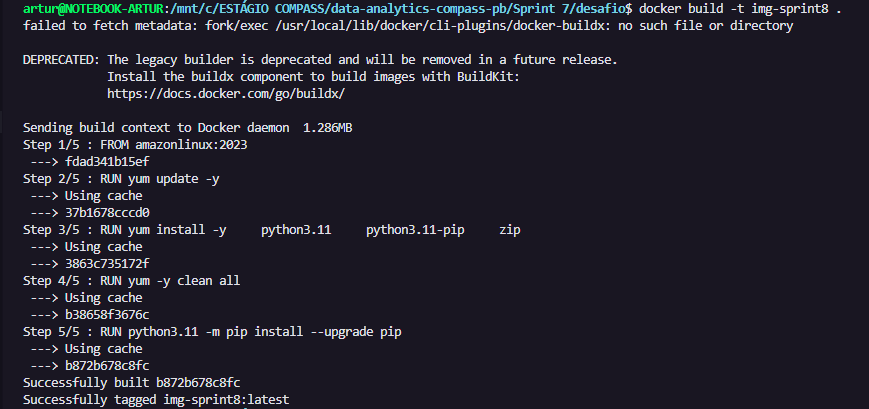 artur@NOTEBOOK-ARTUR:/mnt/c/ESTÁGIO COMPASS/data-analytics-compass-pb/Sprint 7/desafio$ docker build -t img-sprint8 .
failed to fetch metadata: fork/exec /usr/local/lib/docker/cli-plugins/docker-buildx: no such file or directory
DEPRECATED: The legacy builder is deprecated and will be removed in a future release.
Install the buildx component to build images with BuildKit:
https://docs.docker.com/go/buildx/
Sending build context to Docker daemon  1.286MB
Step 1/5 : FROM amazonlinux:2023
---> fdad341b15ef
Step 2/5 : RUN yum update -y
---> Using cache
---> 37b1678cccd0
Step 3/5 : RUN yum install -y     python3.11     python3.11-pip     zip
---> Using cache
---> 3863c735172f
Step 4/5 : RUN yum -y clean all
---> Using cache
---> b38658f3676c
Step 5/5 : RUN python3.11 -m pip install --upgrade pip
---> Using cache
---> b872b678c8fc
Successfully built b872b678c8fc
Successfully tagged img-sprint8:latest